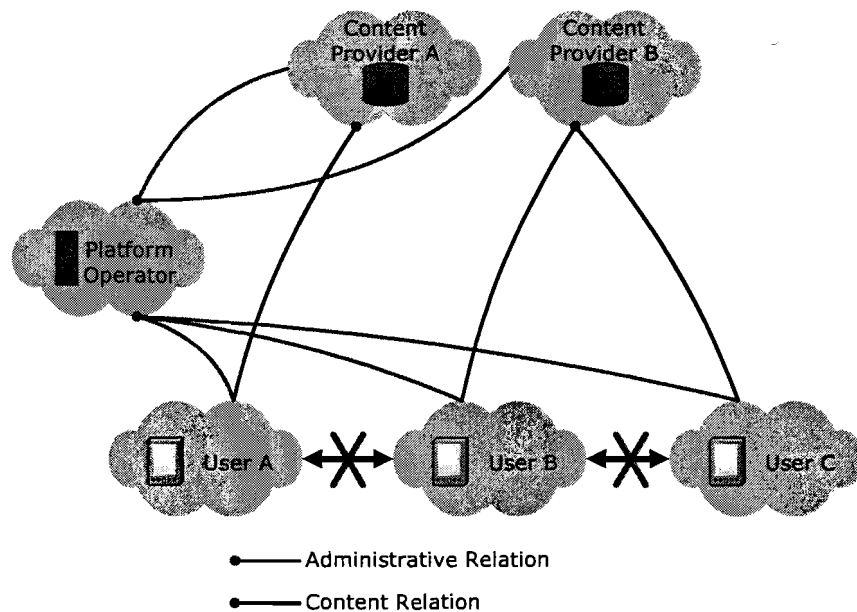 Content
Provider A
Content
Provider B
Platform
Operator
User A
User B
User C
Administrative Relation
Content Relation